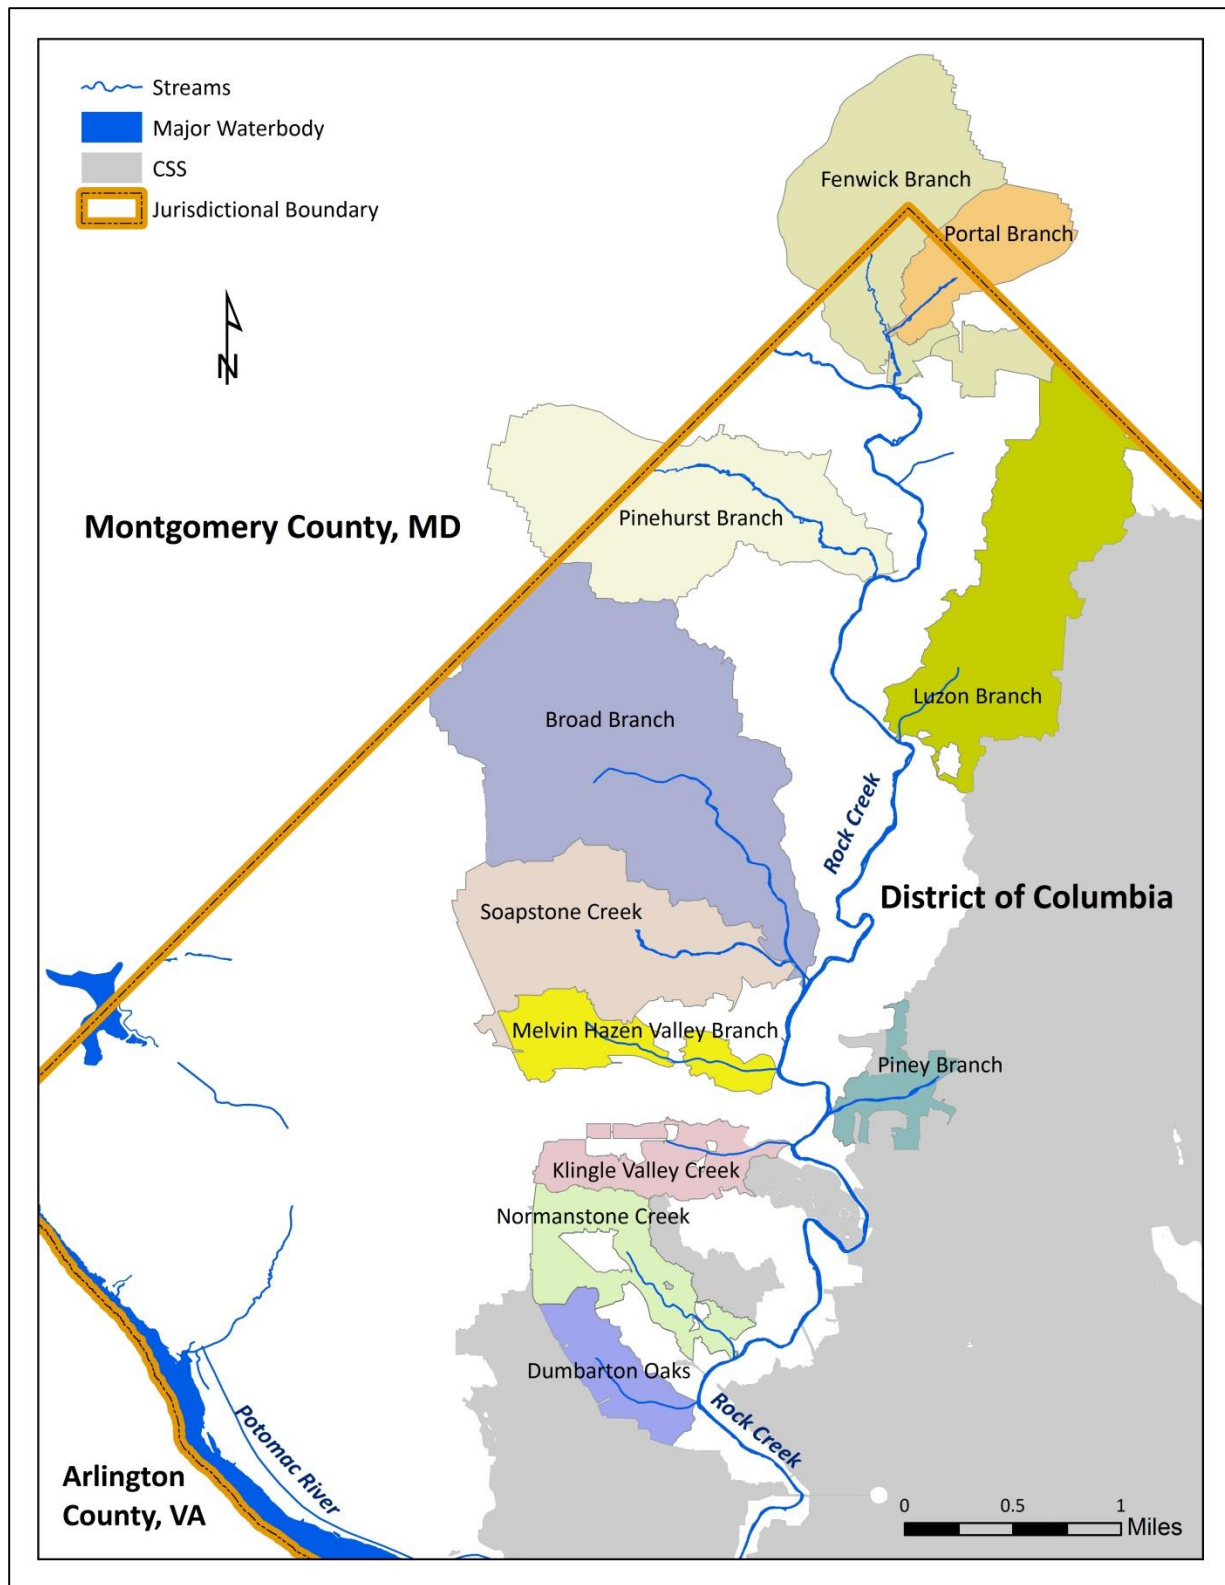 Streams
Major Waterbody
CSS
Jurisdictional Boundary
N
Fenwick Branch
Portal Branch
Montgomery County, MD
Pinehurst Branch
Luzon Branch
Broad Branch
Rock Creek
District of Columbia
Soapstone Creek
Melvin Hazen Valley Branch
Piney Branch
Klingle Valley Creek
Normanstone Creek
Dumbarton Oaks
Rock Creek
Potomac River
Arlington
County, VA
0 0.5 1
Miles